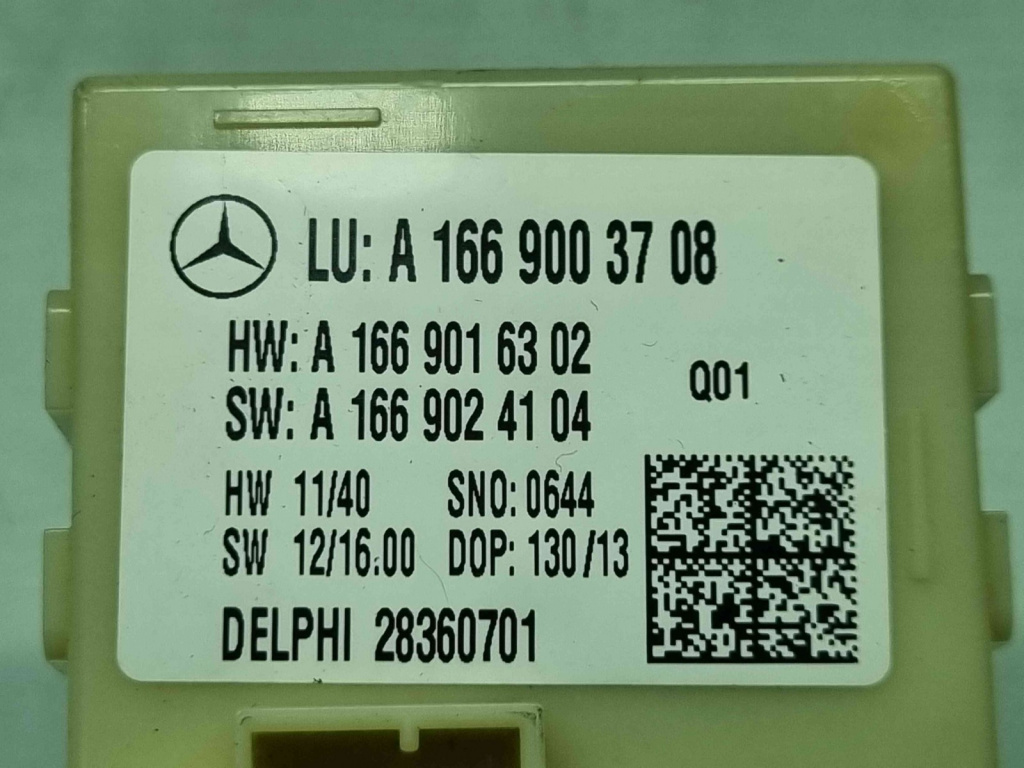 LU: A 166 900 37 08
HW: A 166 901 63 02
SW: A 166 902 41 04
Q01
HW 11/40 SNO: 0644
SW 12/16.00 DOP: 130/13
DELPHI 28360701